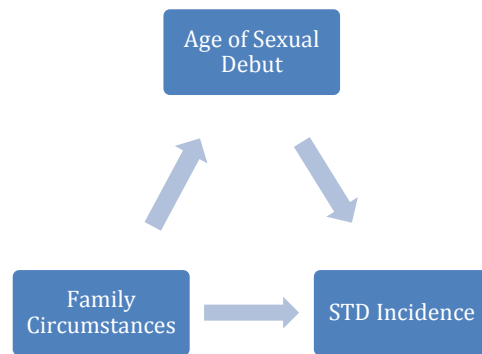 Age of Sexual
Debut
Family
Circumstances
STD Incidence